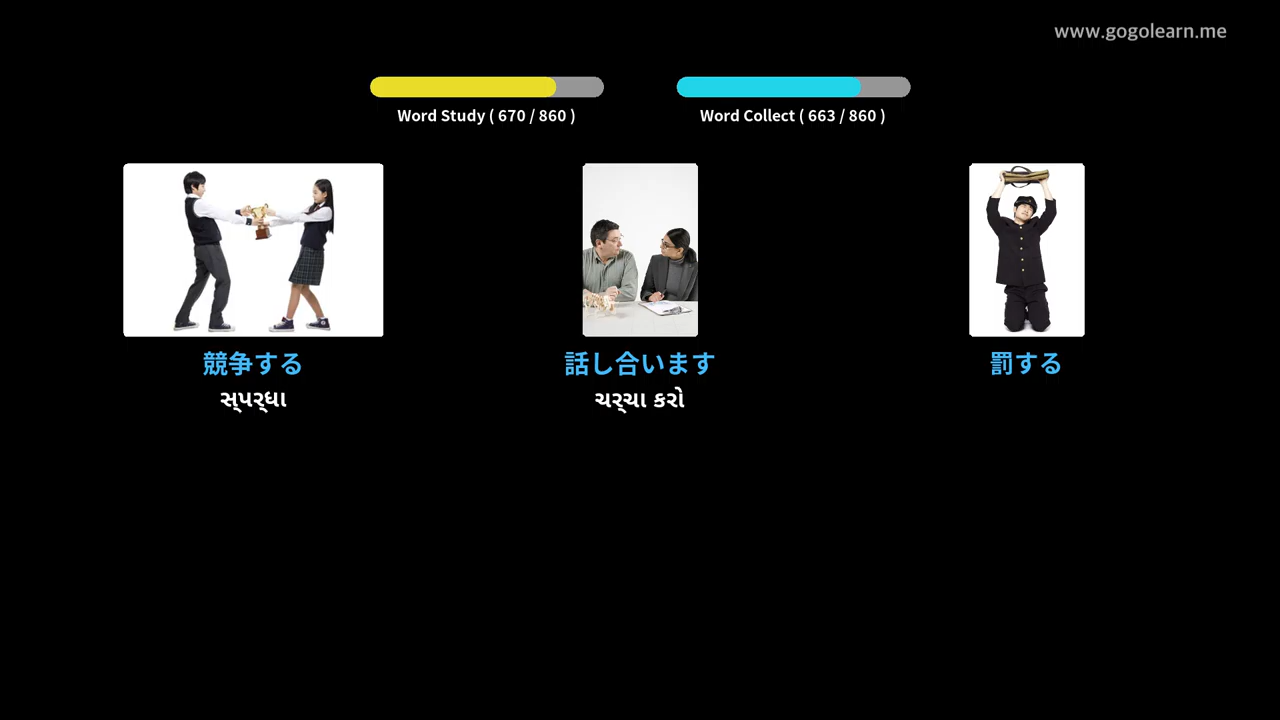 www.gogolearn.me
Word Study ( 670 / 860 )
Word Collect ( 663 / 860 )
競争する
话し合います
罰する
સ્પર્ધા
ચર્ચા કરો